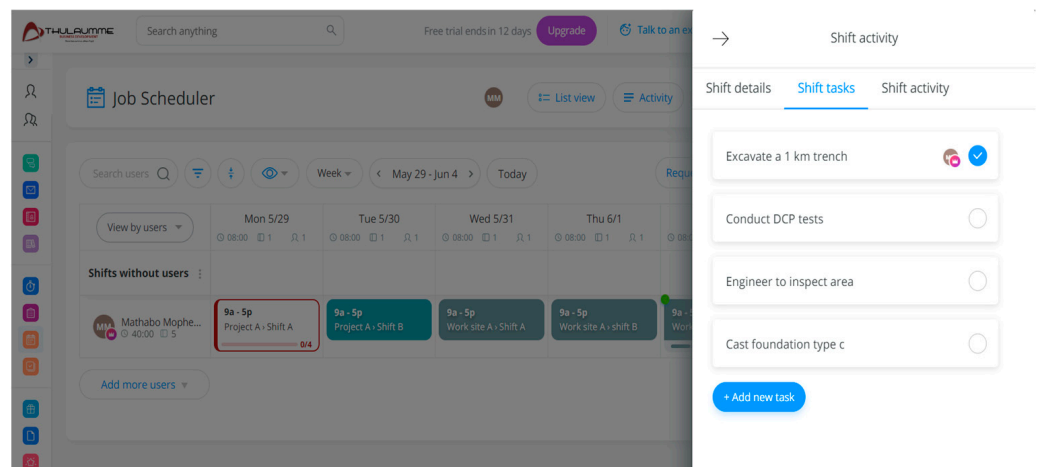 THULAUMME
Search anything
Free trial ends in 12 days
Upgrade
Talk to an ex
Job Scheduler
MM
List view
Activity
Search users
Week
May 29 - Jun 4
Today
Requ
View by users
Mon 5/29
08:00 1 1
Tue 5/30
08:00 1 1
Wed 5/31
08:00 1 1
Thu 6/1
08:00 1 1
Shifts without users
MM
Mathabo Mophe...
40:00 5
9a - 5p
Project A › Shift A
0/4
9a - 5p
Project A › Shift B
9a - 5p
Work site A › Shift A
9a - 5p
Work site A › shift B
9a -
Work
Add more users
Shift activity
Shift details
Shift tasks
Shift activity
Excavate a 1 km trench
Conduct DCP tests
Engineer to inspect area
Cast foundation type c
+ Add new task